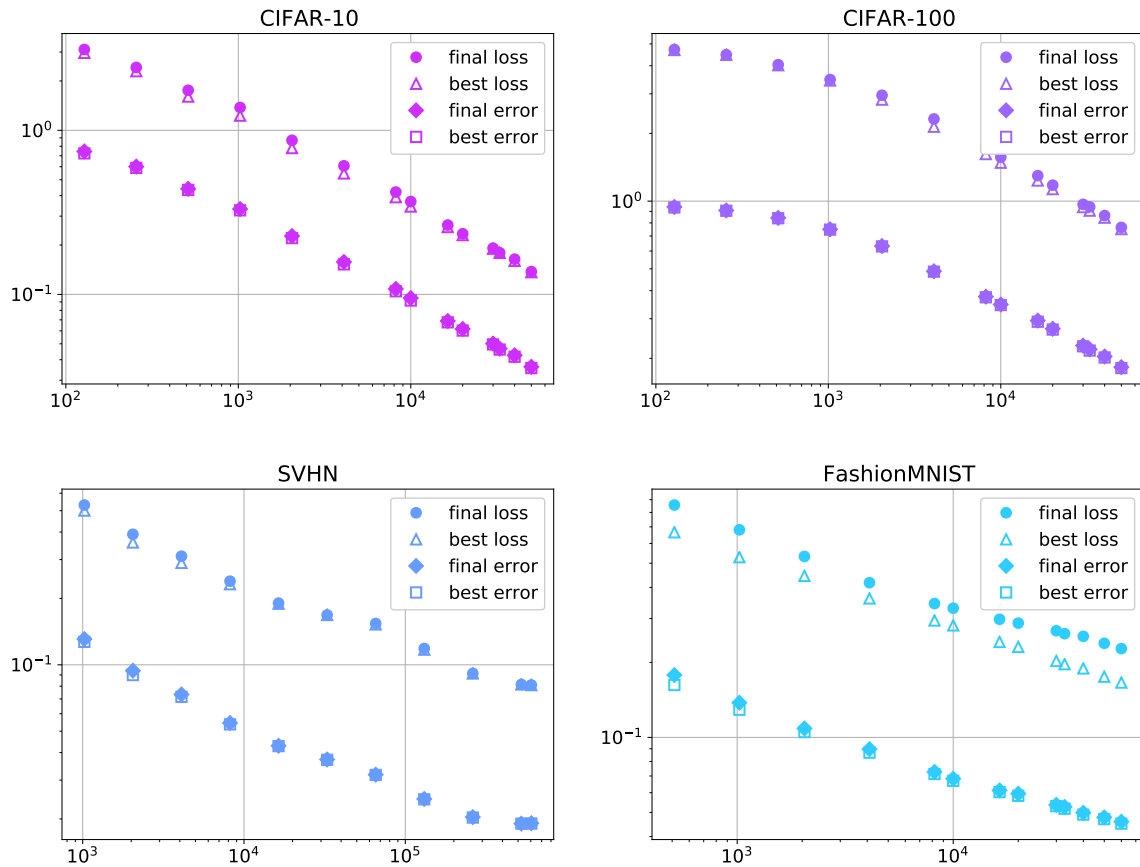 CIFAR-10
final loss
best loss
final error
best error
10^0
10^-1
10^2
10^3
10^4
CIFAR-100
final loss
best loss
final error
best error
10^0
10^2
10^3
10^4
SVHN
final loss
best loss
final error
best error
10^-1
10^3
10^4
10^5
FashionMNIST
final loss
best loss
final error
best error
10^-1
10^3
10^4